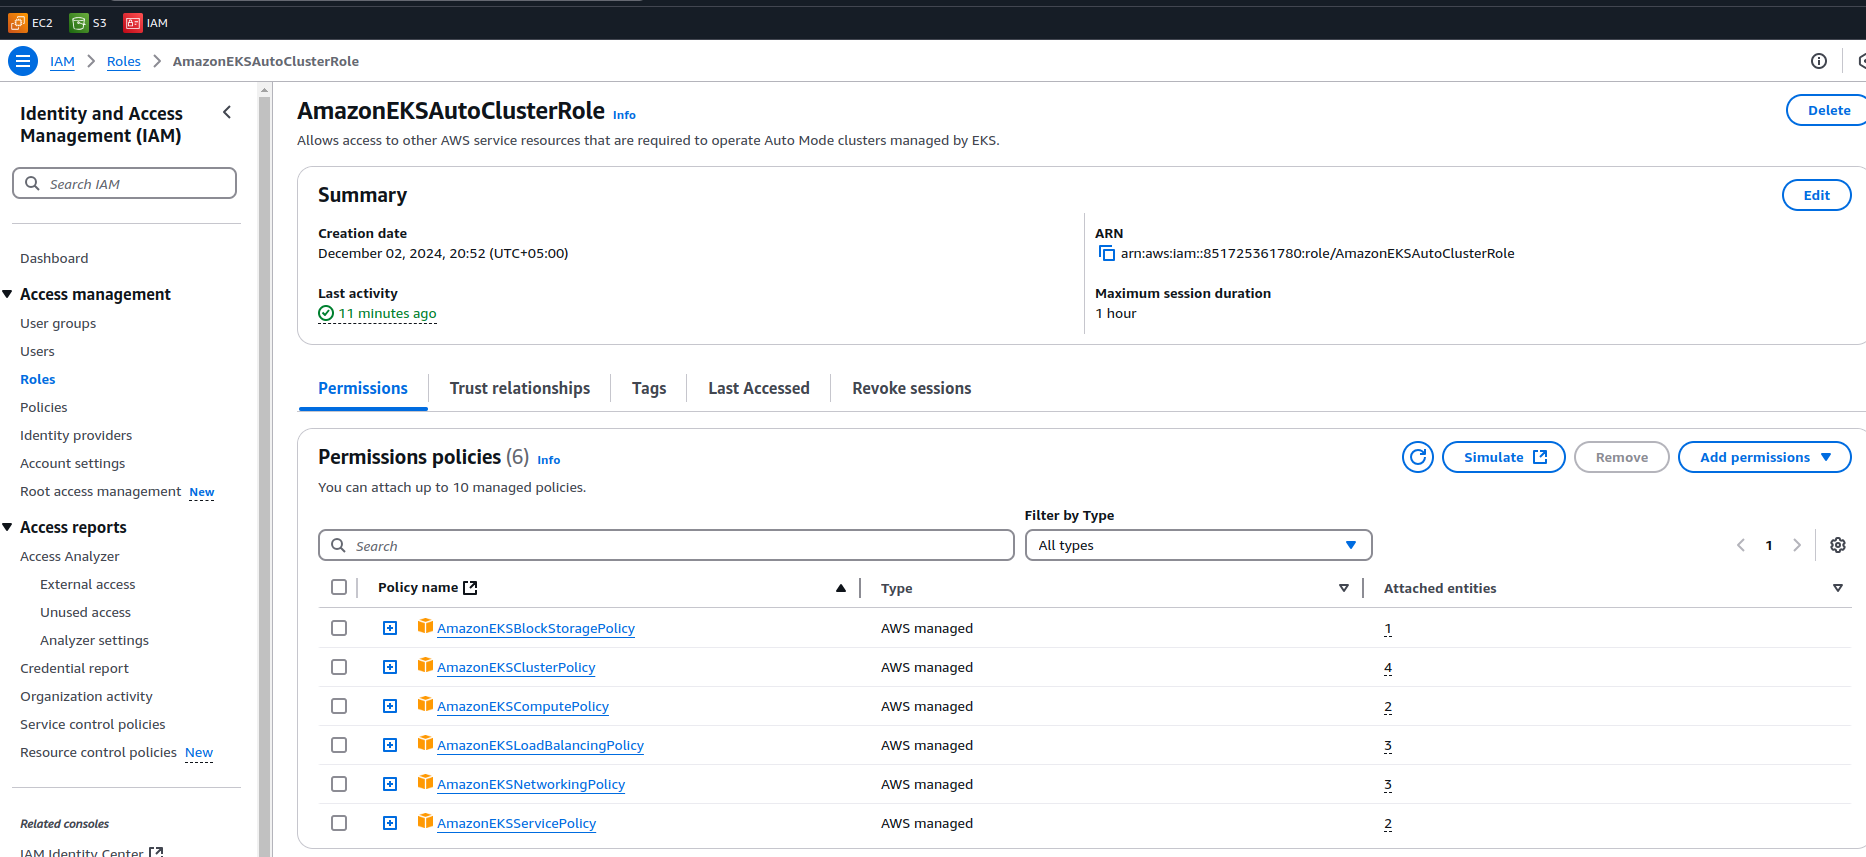 EC2 S3 IAM
IAM Roles AmazonEKSAutoClusterRole
Identity and Access
Management (IAM)
Search IAM
Dashboard
Access management
User groups
Users
Roles
Policies
Identity providers
Account settings
Root access management New
Access reports
Access Analyzer
External access
Unused access
Analyzer settings
Credential report
Organization activity
Service control policies
Resource control policies New
Related consoles
IAM Identity Center
AmazonEKSAutoClusterRole Info
Delete
Allows access to other AWS service resources that are required to operate Auto Mode clusters managed by EKS.
Summary
Edit
Creation date
December 02, 2024, 20:52 (UTC+05:00)
ARN
arn:aws:iam::851725361780:role/AmazonEKSAutoClusterRole
Last activity
11 minutes ago
Maximum session duration
1 hour
Permissions Trust relationships Tags Last Accessed Revoke sessions
Permissions policies (6) Info
Simulate Remove Add permissions
You can attach up to 10 managed policies.
Filter by Type
Search
All types
1
Policy name Type Attached entities
AmazonEKSBlockStoragePolicy AWS managed 1
AmazonEKSClusterPolicy AWS managed 4
AmazonEKSComputePolicy AWS managed 2
AmazonEKSLoadBalancingPolicy AWS managed 3
AmazonEKSNetworkingPolicy AWS managed 3
AmazonEKSServicePolicy AWS managed 2